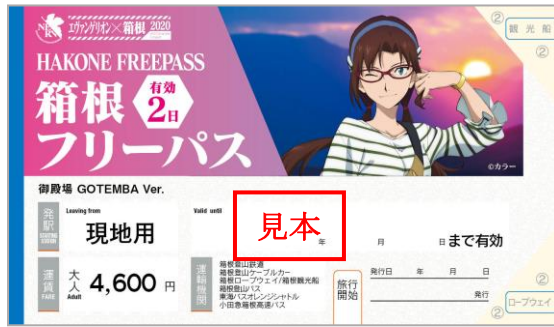 エヴァンゲリオン×箱根 2020
HAKONE FREEPASS
箱根
有効
2日
フリーパス
②
観光船
②
©カラー
御殿場 GOTEMBA Ver.
発駅
Leaving from
現地用
Valid until
見本
年 月 日まで有効
運賃
FARE
大人
Adult
4,600 円
運輸機関
箱根登山鉄道
箱根登山ケーブルカー
箱根ロープウェイ/箱根観光船
箱根登山バス
東海バスオレンジシャトル
小田急箱根高速バス
旅行開始
発行日 年 月 日
発行
②
ロープウェイ
②